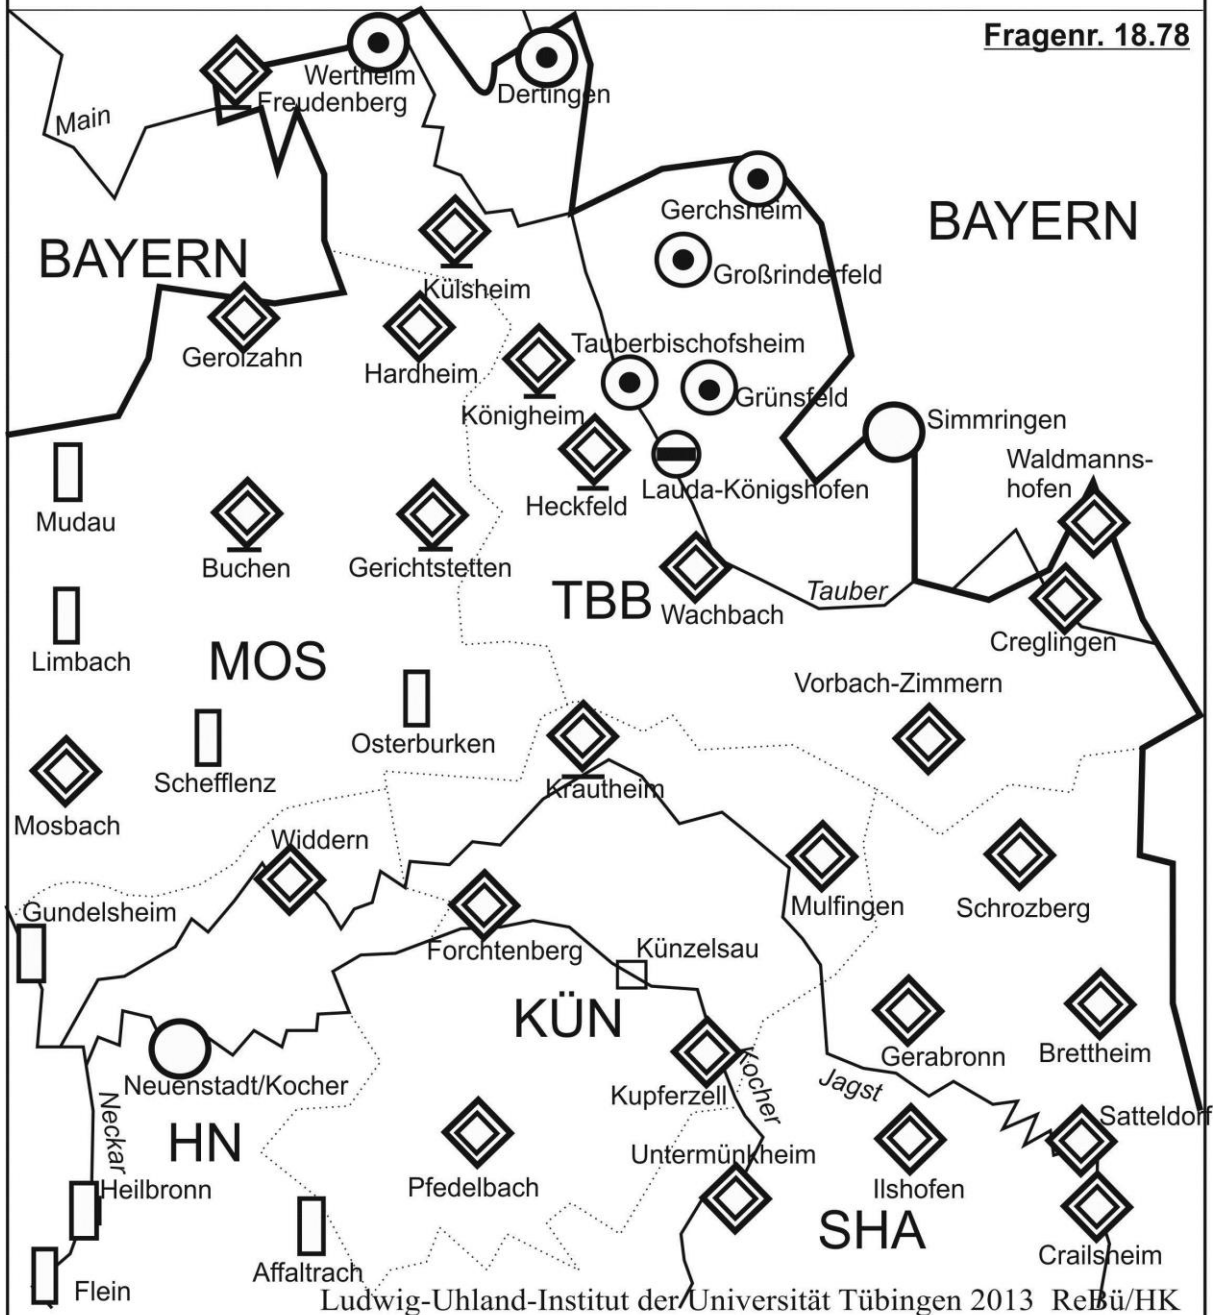 Fragenr. 18.78
Wertheim
Freudenberg
Dertingen
Main
Gerchsheim
BAYERN
BAYERN
Großrinderfeld
Külsheim
Tauberbischofsheim
Gerolzahn
Hardheim
Königheim
Grünsfeld
Simmringen
Waldmanns-
hofen
Lauda-Königshofen
Heckfeld
Mudau
Buchen
Gerichtstetten
TBB
Wachbach
Tauber
Creglingen
Limbach
MOS
Vorbach-Zimmern
Osterburken
Schefflenz
Krautheim
Mosbach
Widdern
Gundelsheim
Mulfingen
Schrozberg
Forchtenberg
Künzelsau
KÜN
Gerabronn
Brettheim
Neuenstadt/Kocher
Kupferzell
Kocher
Jagst
Neckar
HN
Satteldorf
Untermünkheim
Heilbronn
Pfedelbach
Ilshofen
SHA
Crailsheim
Affaltrach
Flein
Ludwig-Uhland-Institut der Universität Tübingen 2013 ReBü/HK